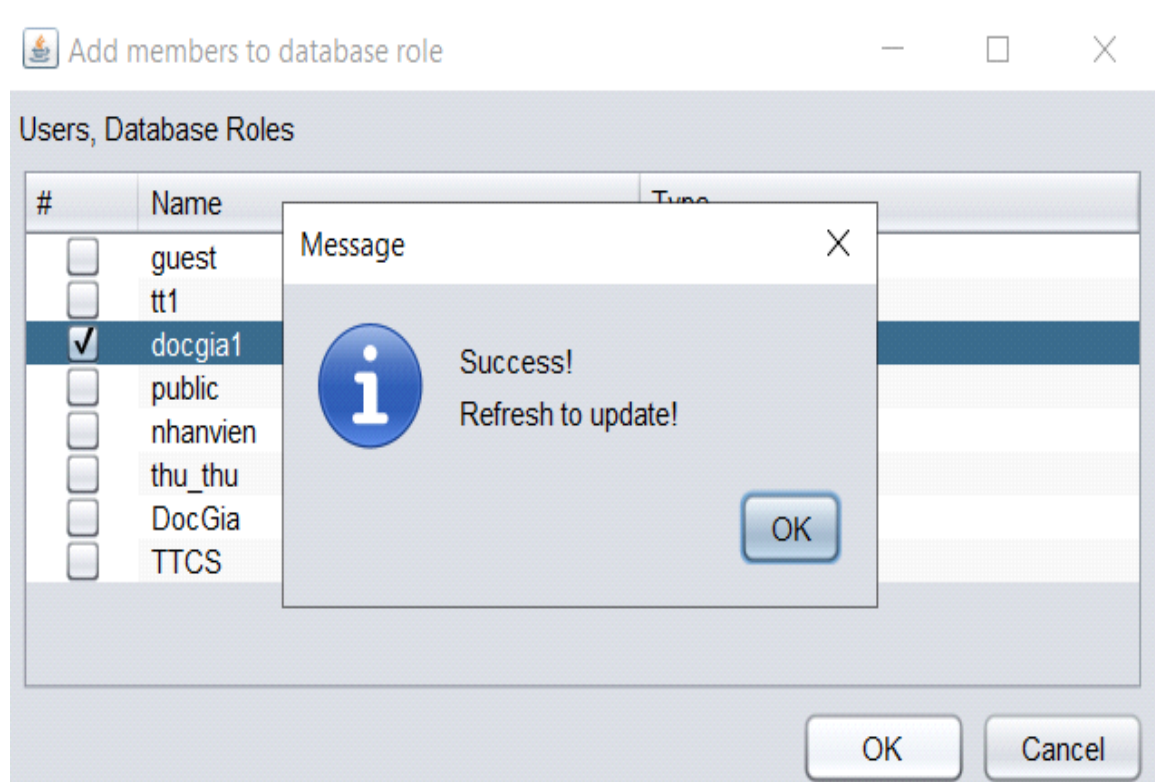 Add members to database role
Users, Database Roles
# Name Type
guest
tt1
docgia1
public
nhanvien
thu_thu
DocGia
TTCS
Message
Success!
Refresh to update!
OK
OK Cancel